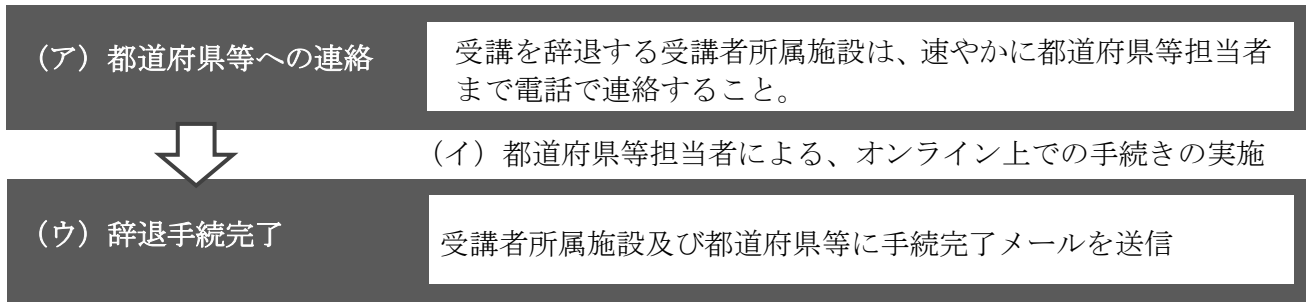 （ア）都道府県等への連絡
受講を辞退する受講者所属施設は、速やかに都道府県等担当者
まで電話で連絡すること。
（イ）都道府県等担当者による、オンライン上での手続きの実施
（ウ）辞退手続完了
受講者所属施設及び都道府県等に手続完了メールを送信